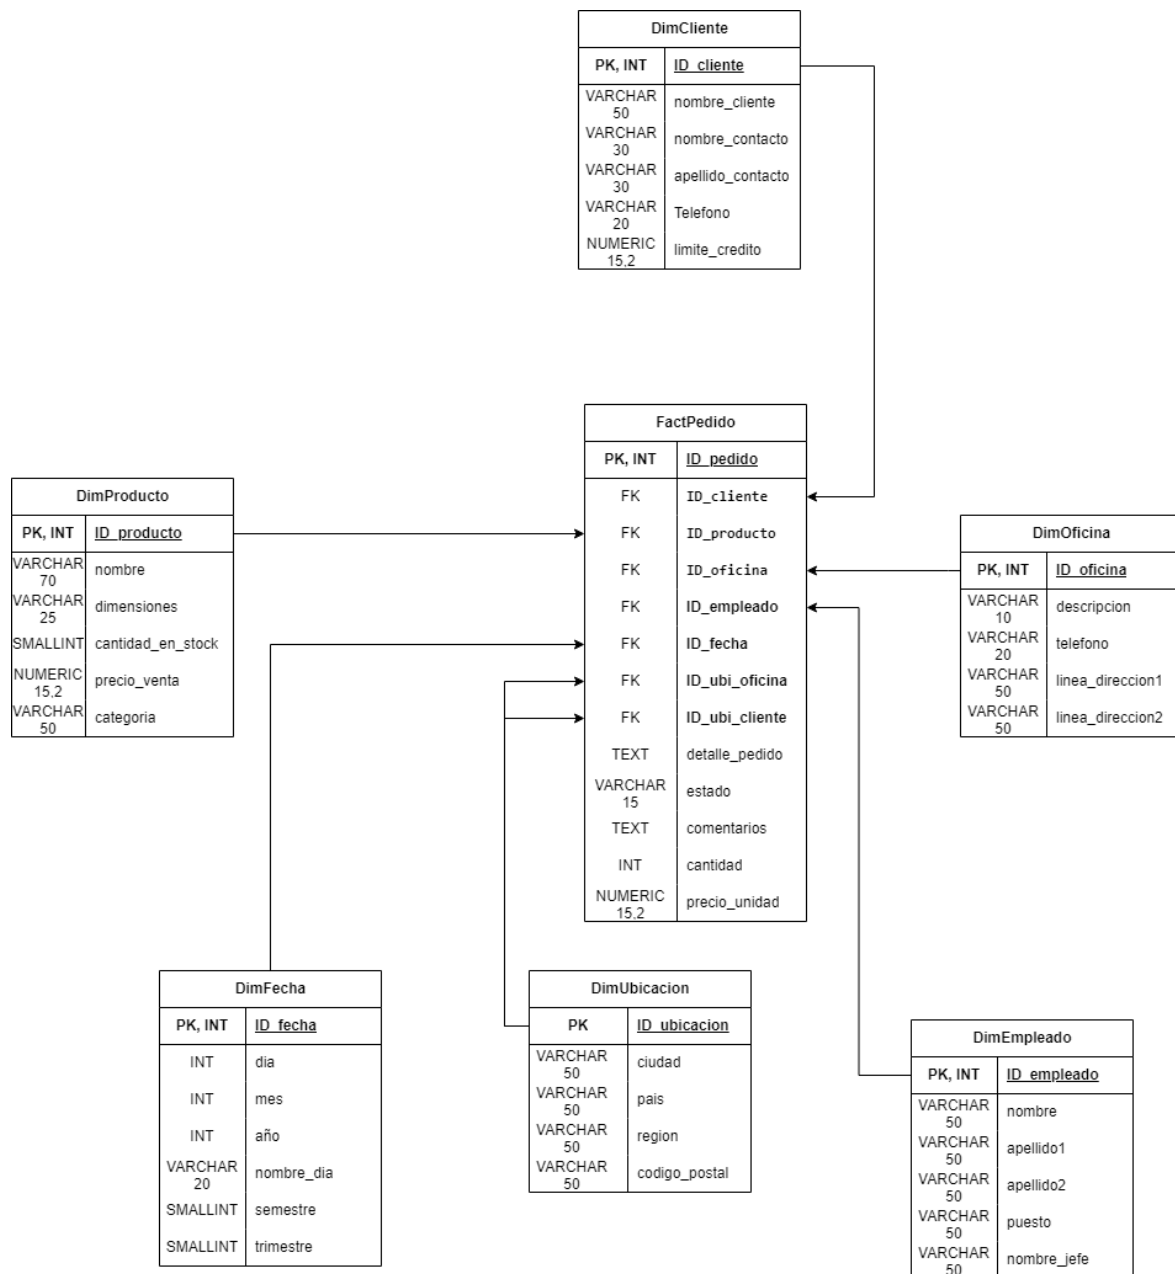 DimCliente
PK, INT ID_cliente
VARCHAR
50
nombre_cliente
VARCHAR
30
nombre_contacto
VARCHAR
30
apellido_contacto
VARCHAR
20
Telefono
NUMERIC
15,2
limite_credito
FactPedido
PK, INT ID_pedido
FK ID_cliente
FK ID_producto
FK ID_oficina
FK ID_empleado
FK ID_fecha
FK ID_ubi_oficina
FK ID_ubi_cliente
TEXT detalle_pedido
VARCHAR
15
estado
TEXT comentarios
INT cantidad
NUMERIC
15,2
precio_unidad
DimProducto
PK, INT ID_producto
VARCHAR
70
nombre
VARCHAR
25
dimensiones
SMALLINT cantidad_en_stock
NUMERIC
15,2
precio_venta
VARCHAR
50
categoria
DimOficina
PK, INT ID_oficina
VARCHAR
10
descripcion
VARCHAR
20
telefono
VARCHAR
50
linea_direccion1
VARCHAR
50
linea_direccion2
DimFecha
PK, INT ID_fecha
INT dia
INT mes
INT año
VARCHAR
20
nombre_dia
SMALLINT semestre
SMALLINT trimestre
DimUbicacion
PK ID_ubicacion
VARCHAR
50
ciudad
VARCHAR
50
pais
VARCHAR
50
region
VARCHAR
50
codigo_postal
DimEmpleado
PK, INT ID_empleado
VARCHAR
50
nombre
VARCHAR
50
apellido1
VARCHAR
50
apellido2
VARCHAR
50
puesto
VARCHAR
50
nombre_jefe